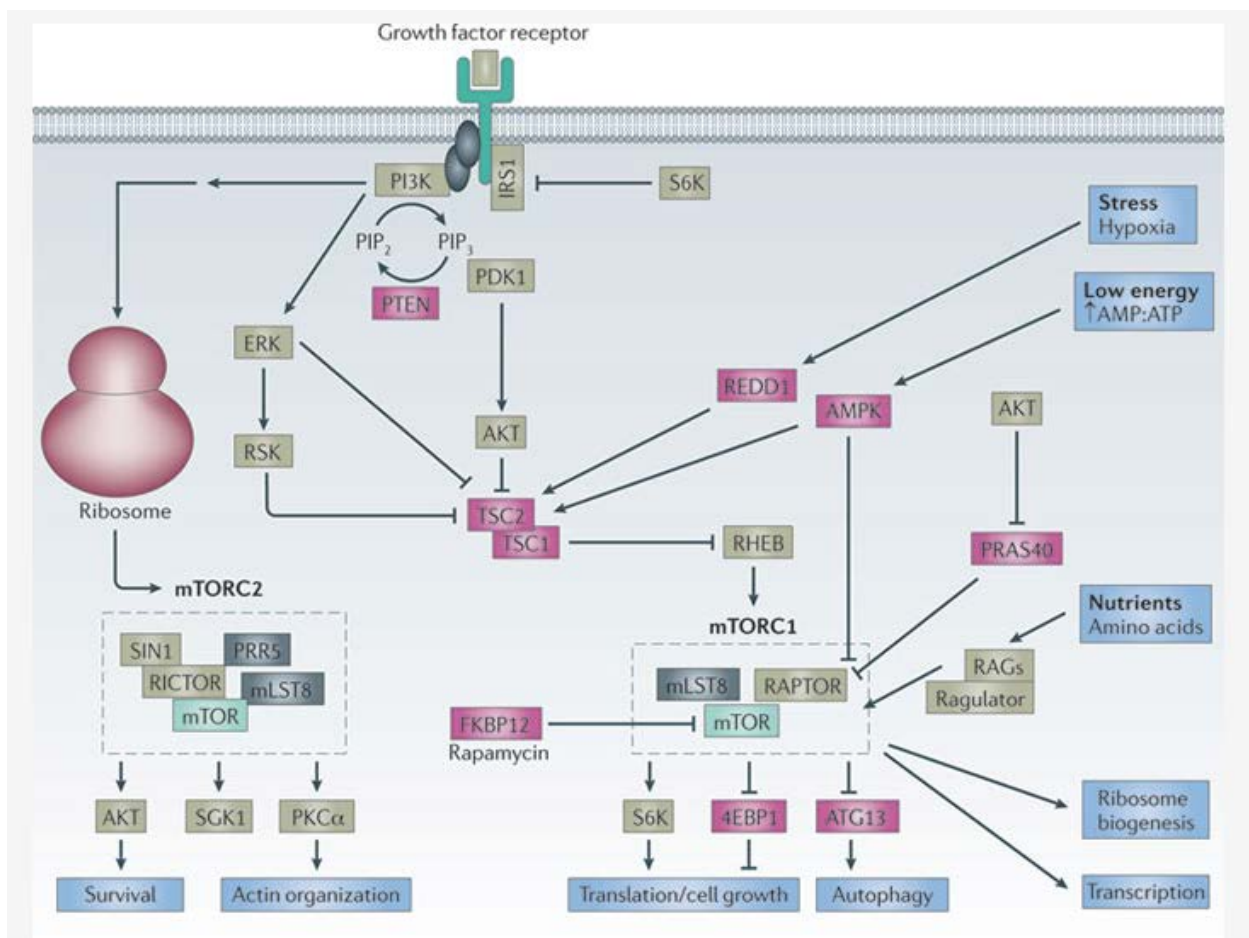 Growth factor receptor
PI3K
IRS1
S6K
Stress
Hypoxia
PIP2
PIP3
PDK1
Low energy
↑AMP:ATP
PTEN
ERK
REDD1
AMPK
AKT
AKT
RSK
Ribosome
TSC2
TSC1
RHEB
PRAS40
mTORC2
mTORC1
Nutrients
Amino acids
SIN1
PRR5
RICTOR
mLST8
mTOR
mLST8
RAPTOR
mTOR
RAGs
Ragulator
FKBP12
Rapamycin
AKT
SGK1
PKCα
S6K
4EBP1
ATG13
Ribosome
biogenesis
Survival
Actin organization
Translation/cell growth
Autophagy
Transcription